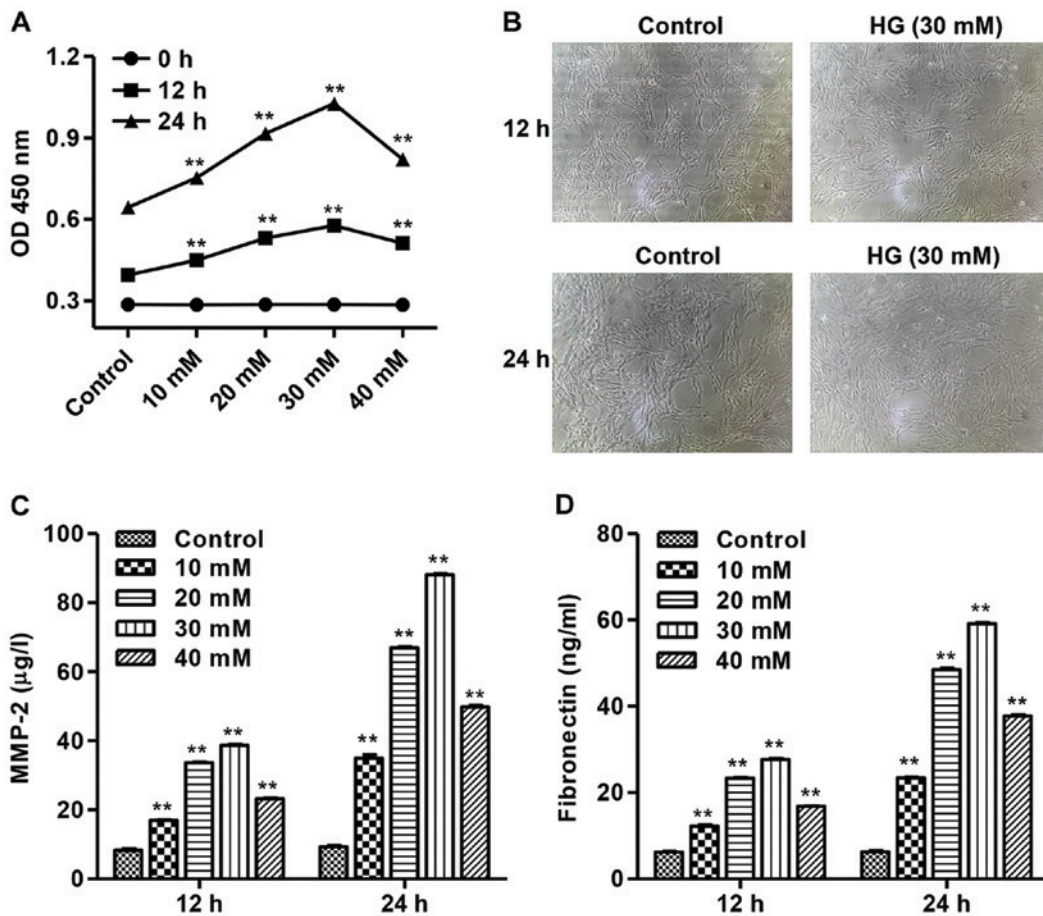 A
1.2
0 h
12 h
24 h
**
**
**
**
0.9
OD 450 nm
0.6
**
**
**
**
0.3
Control
10 mM
20 mM
30 mM
40 mM
B
Control
HG (30 mM)
12 h
Control
HG (30 mM)
24 h
C
100
Control
10 mM
20 mM
30 mM
40 mM
80
60
40
20
0
MMP-2 (μg/l)
**
**
**
**
**
**
**
**
12 h
24 h
D
80
Control
10 mM
20 mM
30 mM
40 mM
60
40
20
0
Fibronectin (ng/ml)
**
**
**
**
**
**
**
**
12 h
24 h